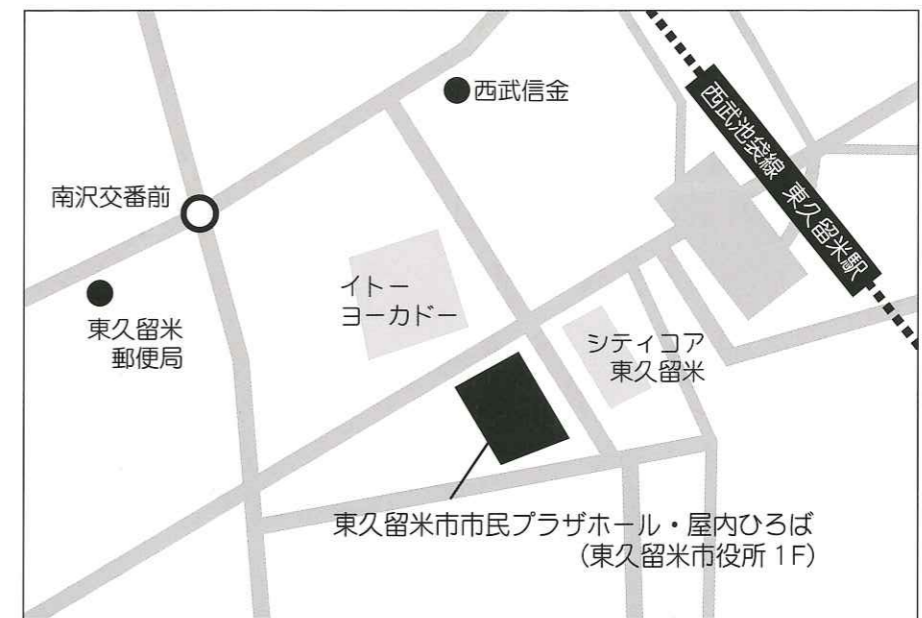 西武信金
西武池袋線 東久留米駅
南沢交番前
イトー
ヨーカドー
東久留米
郵便局
シティコア
東久留米
東久留米市市民プラザホール・屋内ひろば
（東久留米市役所 1F）